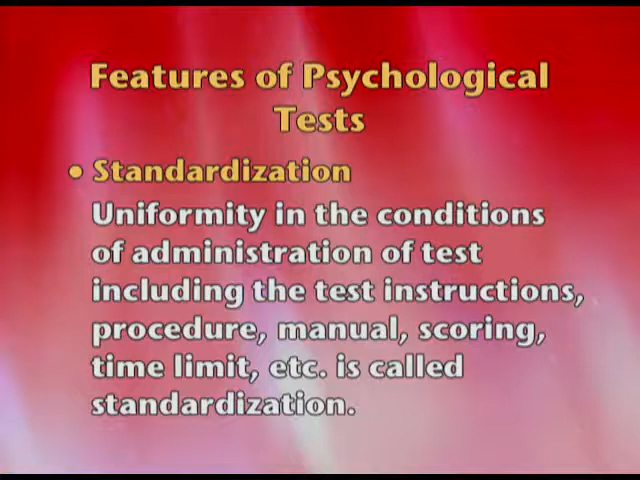 Features of Psychological
Tests
• Standardization
Uniformity in the conditions
of administration of test
including the test instructions,
procedure, manual, scoring,
time limit, etc. is called
standardization.